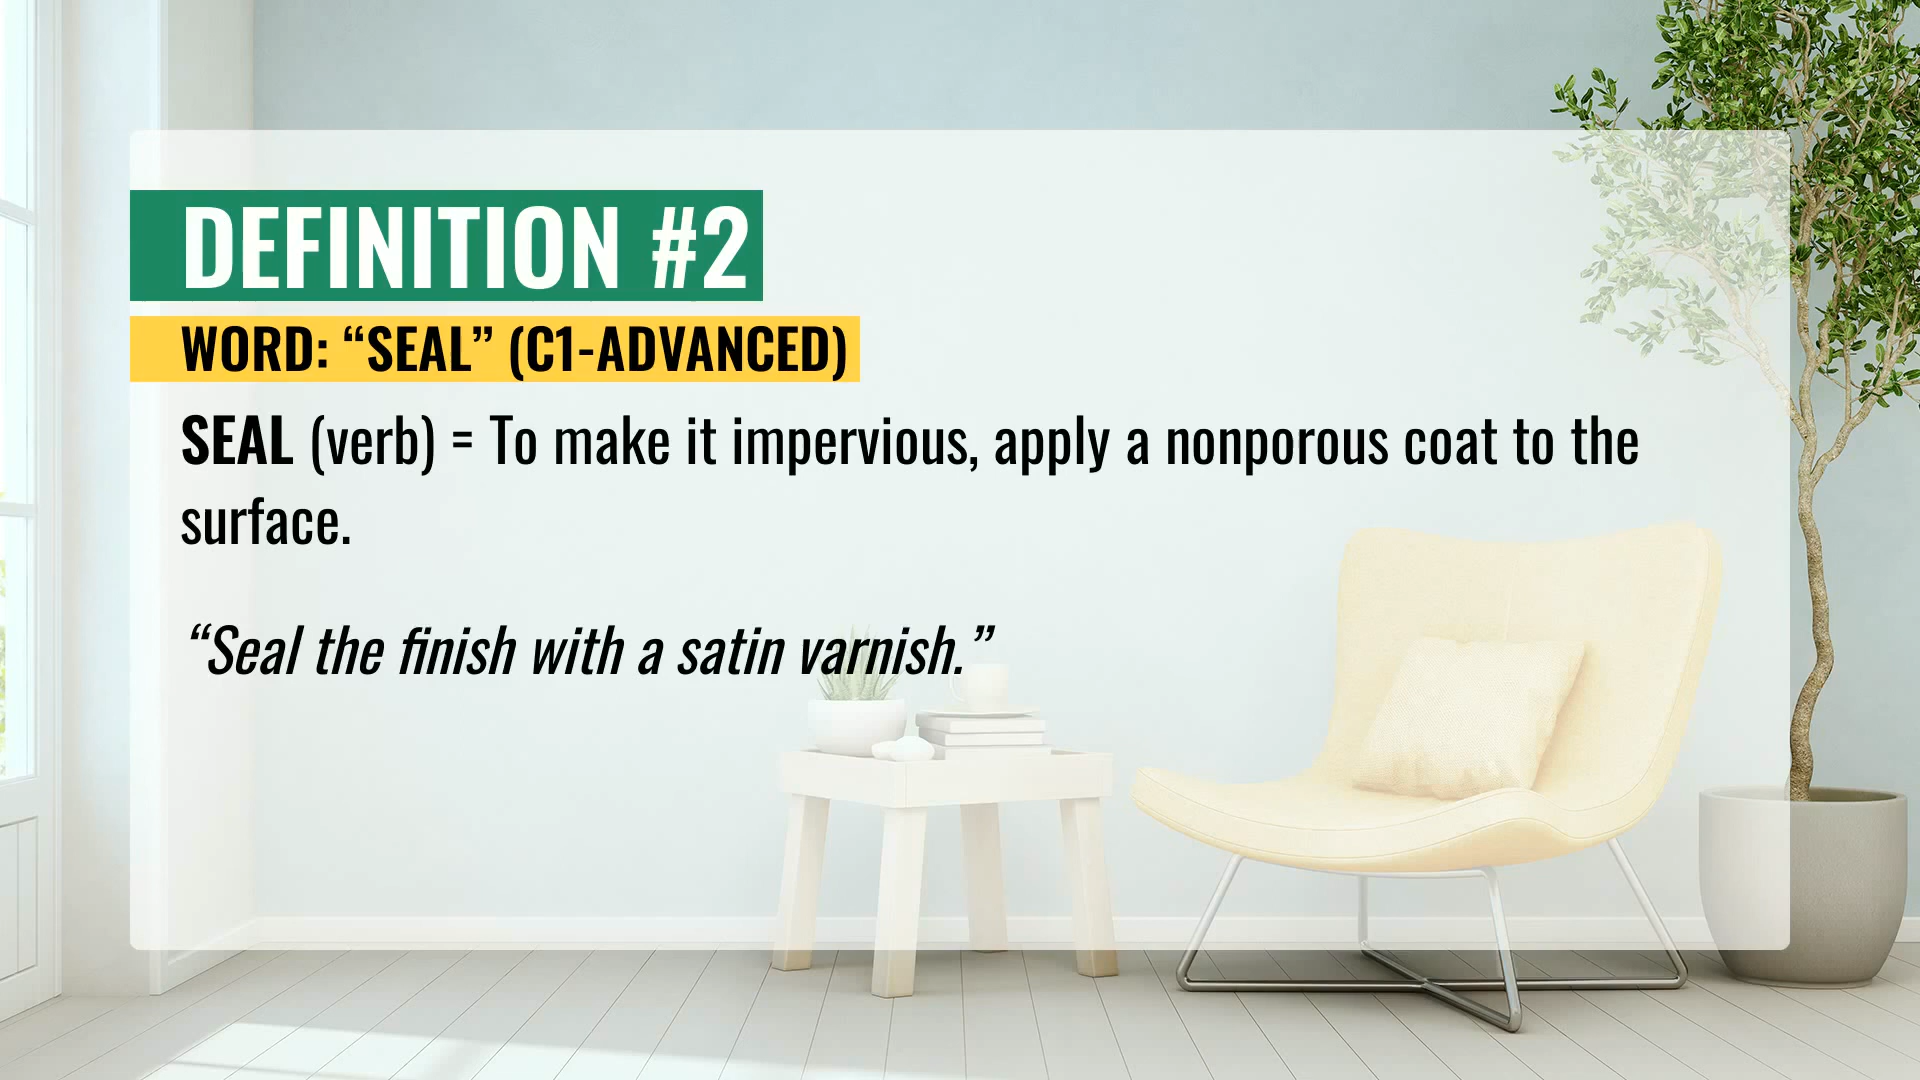 DEFINITION #2
WORD: “SEAL” (C1-ADVANCED)
SEAL (verb) = To make it impervious, apply a nonporous coat to the
surface.
“Seal the finish with a satin varnish.”